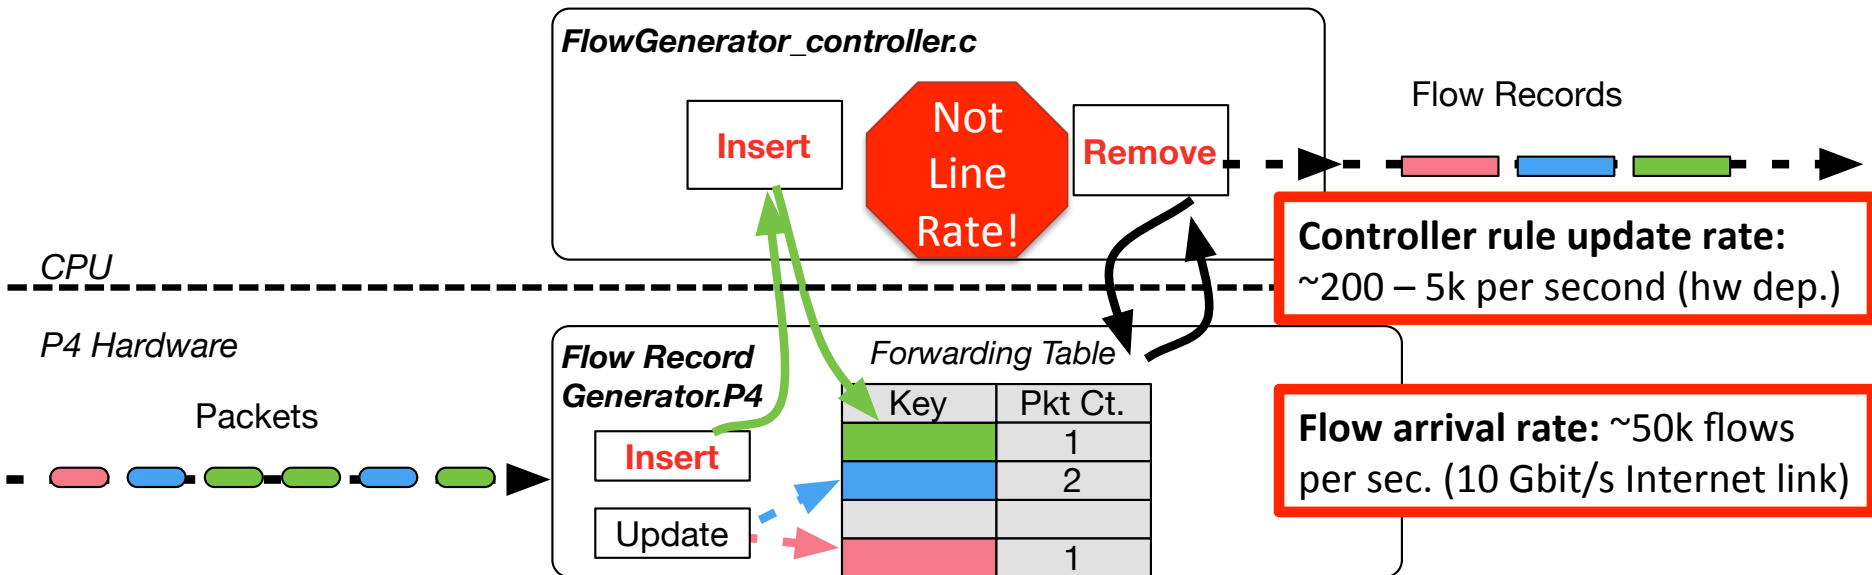 FlowGenerator_controller.c
Insert
Not
Line
Rate!
Remove
Flow Records
Controller rule update rate:
~200 – 5k per second (hw dep.)
CPU
P4 Hardware
Packets
Flow Record
Generator.P4
Insert
Update
Forwarding Table
Key Pkt Ct.
1
2
1
Flow arrival rate: ~50k flows
per sec. (10 Gbit/s Internet link)